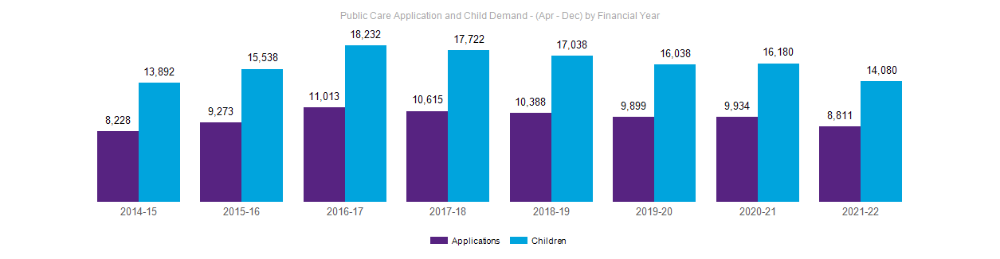 Public Care Application and Child Demand - (Apr - Dec) by Financial Year
8,228 13,892 9,273 15,538 11,013 18,232 10,615 17,722 10,388 17,038 9,899 16,038 9,934 16,180 8,811 14,080
2014-15 2015-16 2016-17 2017-18 2018-19 2019-20 2020-21 2021-22
Applications Children